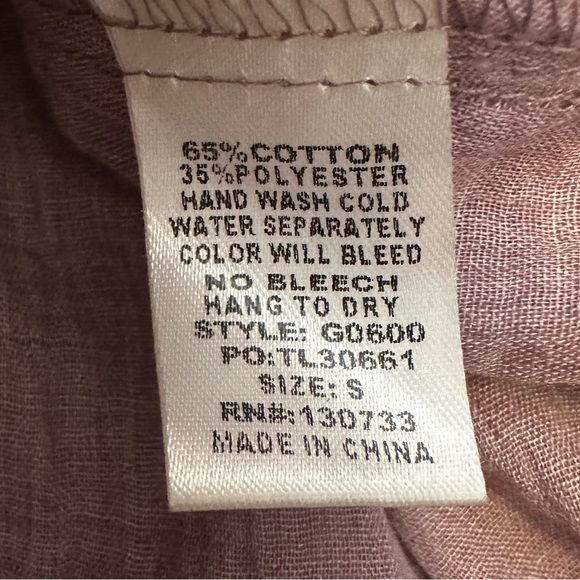 65%COTTON
35%POLYESTER
HAND WASH COLD
WATER SEPARATELY
COLOR WILL BLEED
NO BLEECH
HANG TO DRY
STYLE: G0600
PO:TL30661
SIZE: S
RN#:130733
MADE IN CHINA